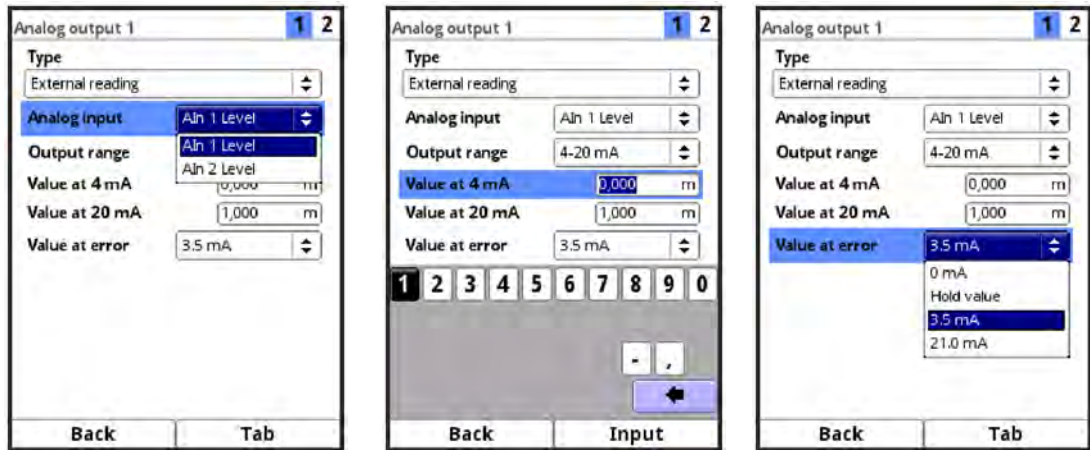 Analog output 1 1 2
Type
External reading
Analog input AIn 1 Level
AIn 1 Level
Output range
AIn 2 Level
Value at 4 mA 0,000 m
Value at 20 mA 1,000 m
Value at error 3.5 mA
Back Tab
Analog output 1 1 2
Type
External reading
Analog input AIn 1 Level
Output range 4-20 mA
Value at 4 mA 0,000 m
Value at 20 mA 1,000 m
Value at error 3.5 mA
1 2 3 4 5 6 7 8 9 0
- ,
Back Input
Analog output 1 1 2
Type
External reading
Analog input AIn 1 Level
Output range 4-20 mA
Value at 4 mA 0,000 m
Value at 20 mA 1,000 m
Value at error 3.5 mA
0 mA
Hold value
3.5 mA
21.0 mA
Back Tab